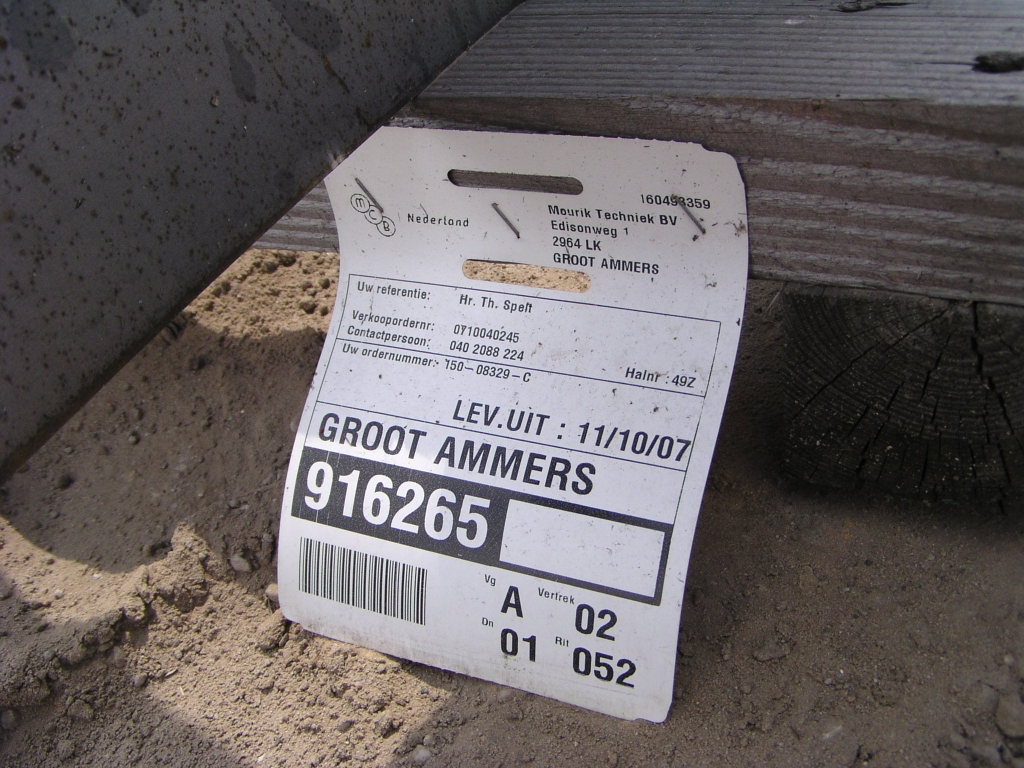 160493359
MCB Nederland
Mourik Techniek BV
Edisonweg 1
2964 LK
GROOT AMMERS
Uw referentie: Hr. Th. Spelt
Verkoopordernr: 0710040245
Contactpersoon: 040 2088 224
Uw ordernummer: 150-08329-C
Halnr : 49Z
LEV.UIT : 11/10/07
GROOT AMMERS
916265
Vg A Vertrek 02
Dn 01 Rit 052